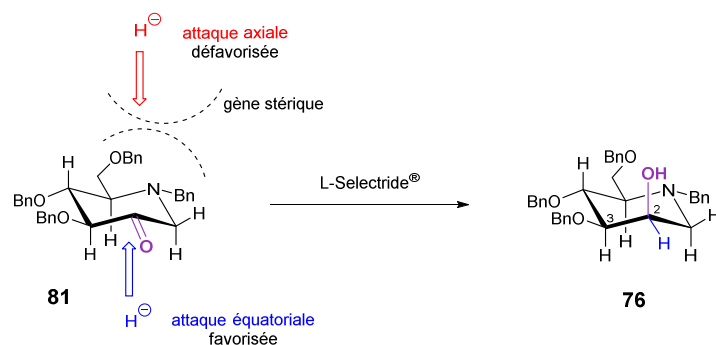 H⊖ attaque axiale
défavorisée
gène stérique
H
OBn
BnO
N
Bn
BnO
H
O
H
81
L-Selectride®
H⊖ attaque équatoriale
favorisée
BnO
OH
H
N
Bn
BnO
BnO
3
2
H
H
H
76